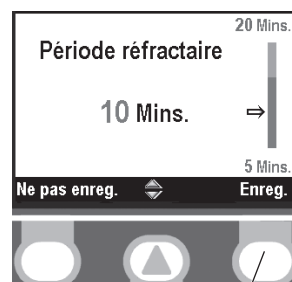 20 Mins.
Période réfractaire
10 Mins.
5 Mins.
Ne pas enreg. Enreg.